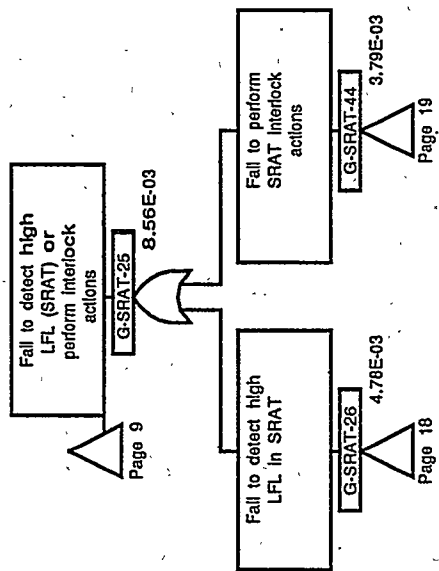 Fail to detect high
LFL (SRAT) or
perform interlock
actions
G-SRAT-25
8.56E-03
Page 9
Fail to detect high
LFL in SRAT
G-SRAT-26
4.78E-03
Page 18
Fail to perform
SRAT Interlock
actions
G-SRAT-44
3.79E-03
Page 19